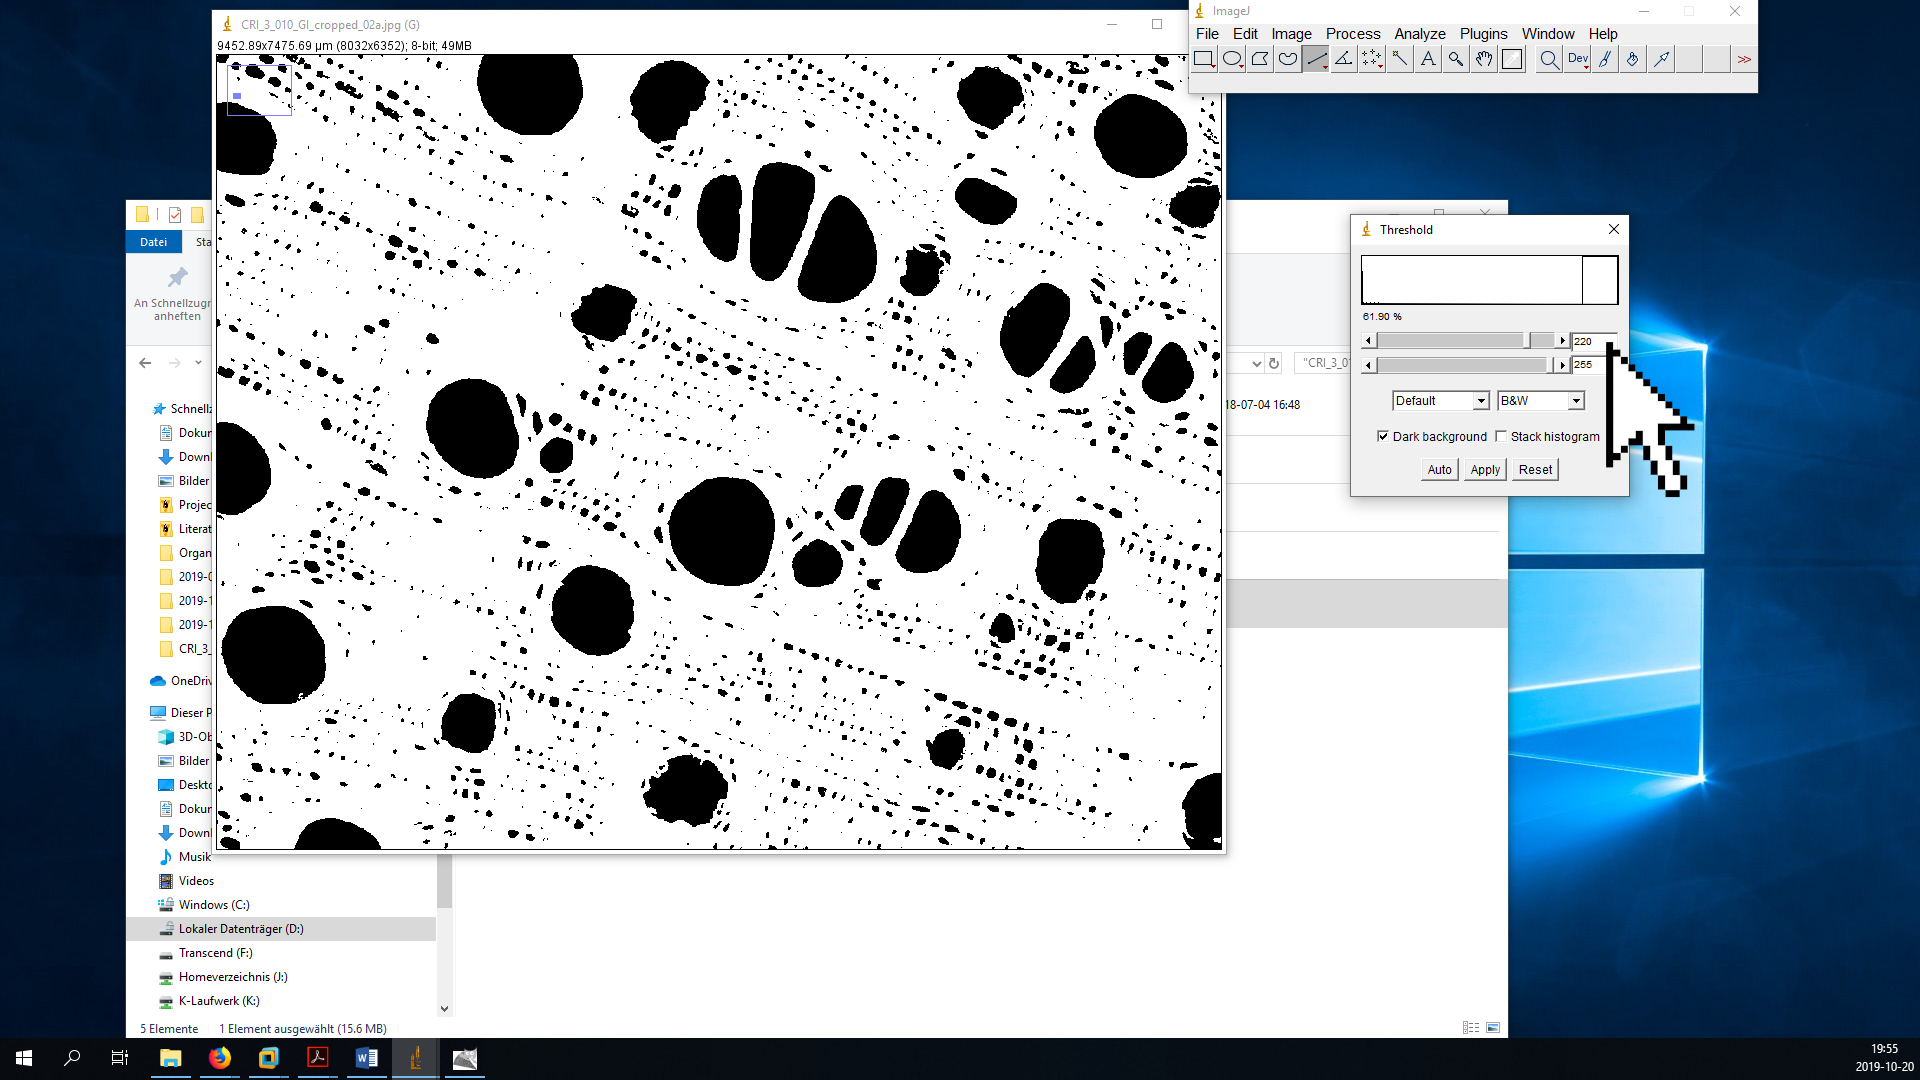 CRI_3_010_GI_cropped_02a.jpg (G)
9452.89x7475.69 µm (8032x6352); 8-bit; 49MB
ImageJ
File Edit Image Process Analyze Plugins Window Help
A
Dev
>>
Datei
Sta
An Schnellzugr
anheften
"CRI_3_01
18-07-04 16:48
Schnellz
Dokur
Downl
Bilder
Projec
Literat
Organ
2019-0
2019-1
2019-1
CRI_3_
OneDriv
Dieser P
3D-Ob
Bilder
Deskto
Dokur
Downl
Musik
Videos
Windows (C:)
Lokaler Datenträger (D:)
Transcend (F:)
Homeverzeichnis (J:)
K-Laufwerk (K:)
5 Elemente 1 Element ausgewählt (15.6 MB)
Threshold
61.90 %
220
255
Default B&W
Dark background Stack histogram
Auto Apply Reset
19:55
2019-10-20